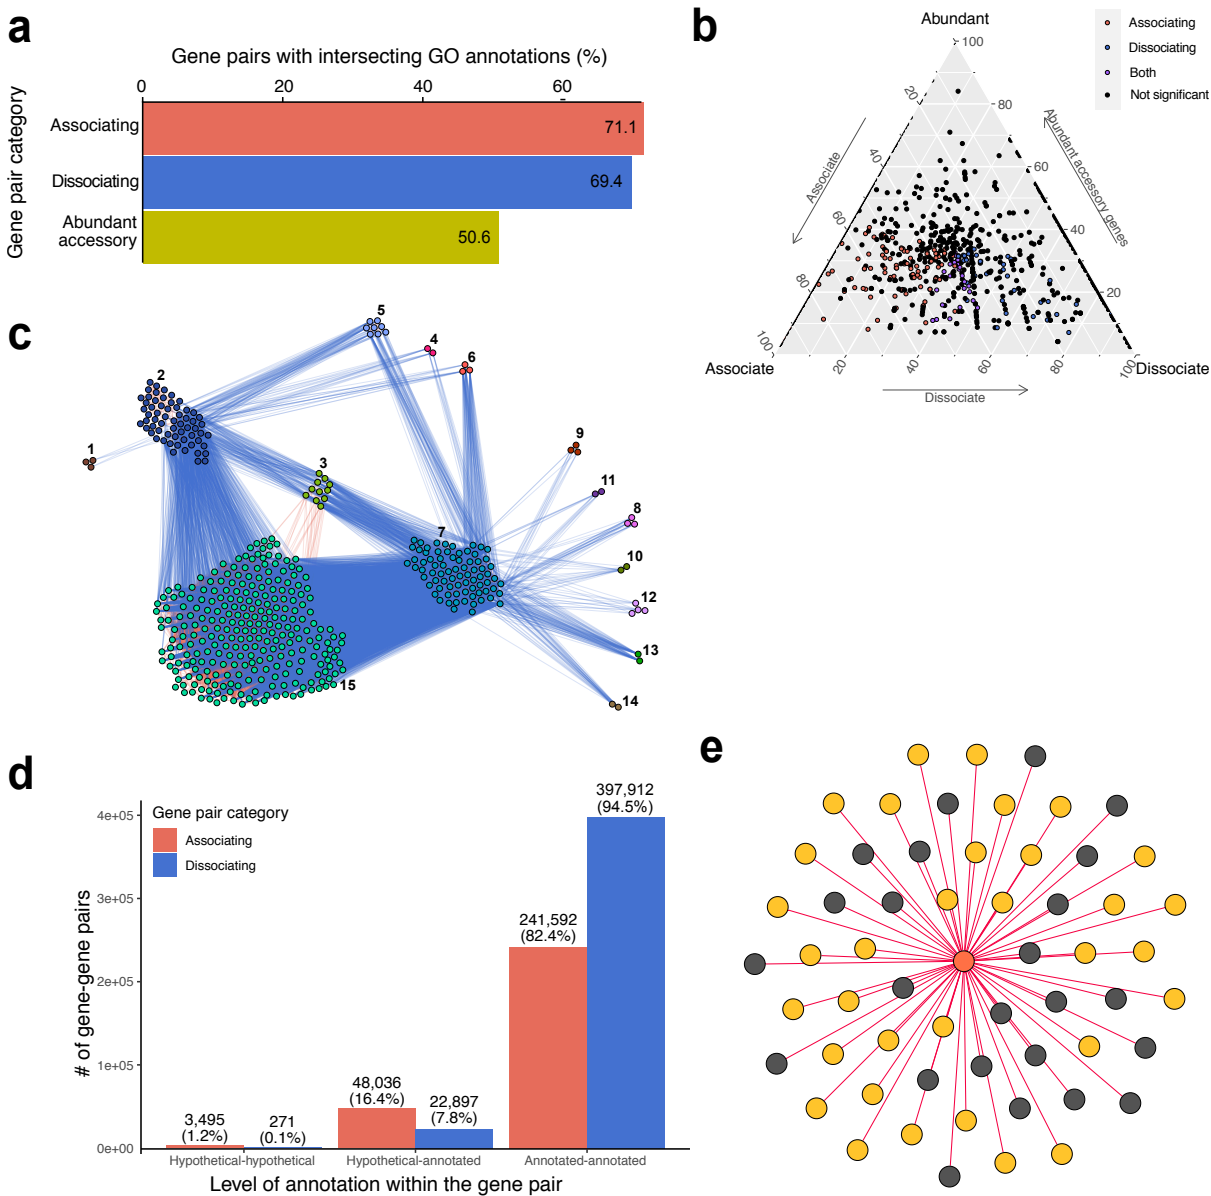 a
Gene pairs with intersecting GO annotations (%)
0 20 40 60
Gene pair category
Associating 71.1
Dissociating 69.4
Abundant
accessory
50.6
b
Abundant
Associating
Dissociating
Both
Not significant
100
80
60
40
20
20
40
60
80
100
20
40
60
80
100
Associate
Abundant accessory genes
Associate
Dissociate
Dissociate
c
1
2
3
4
5
6
7
8
9
10
11
12
13
14
15
d
Gene pair category
Associating
Dissociating
# of gene-gene pairs
4e+05
3e+05
2e+05
1e+05
0e+00
3,495
(1.2%)
271
(0.1%)
48,036
(16.4%)
22,897
(7.8%)
241,592
(82.4%)
397,912
(94.5%)
Hypothetical-hypothetical
Hypothetical-annotated
Annotated-annotated
Level of annotation within the gene pair
e